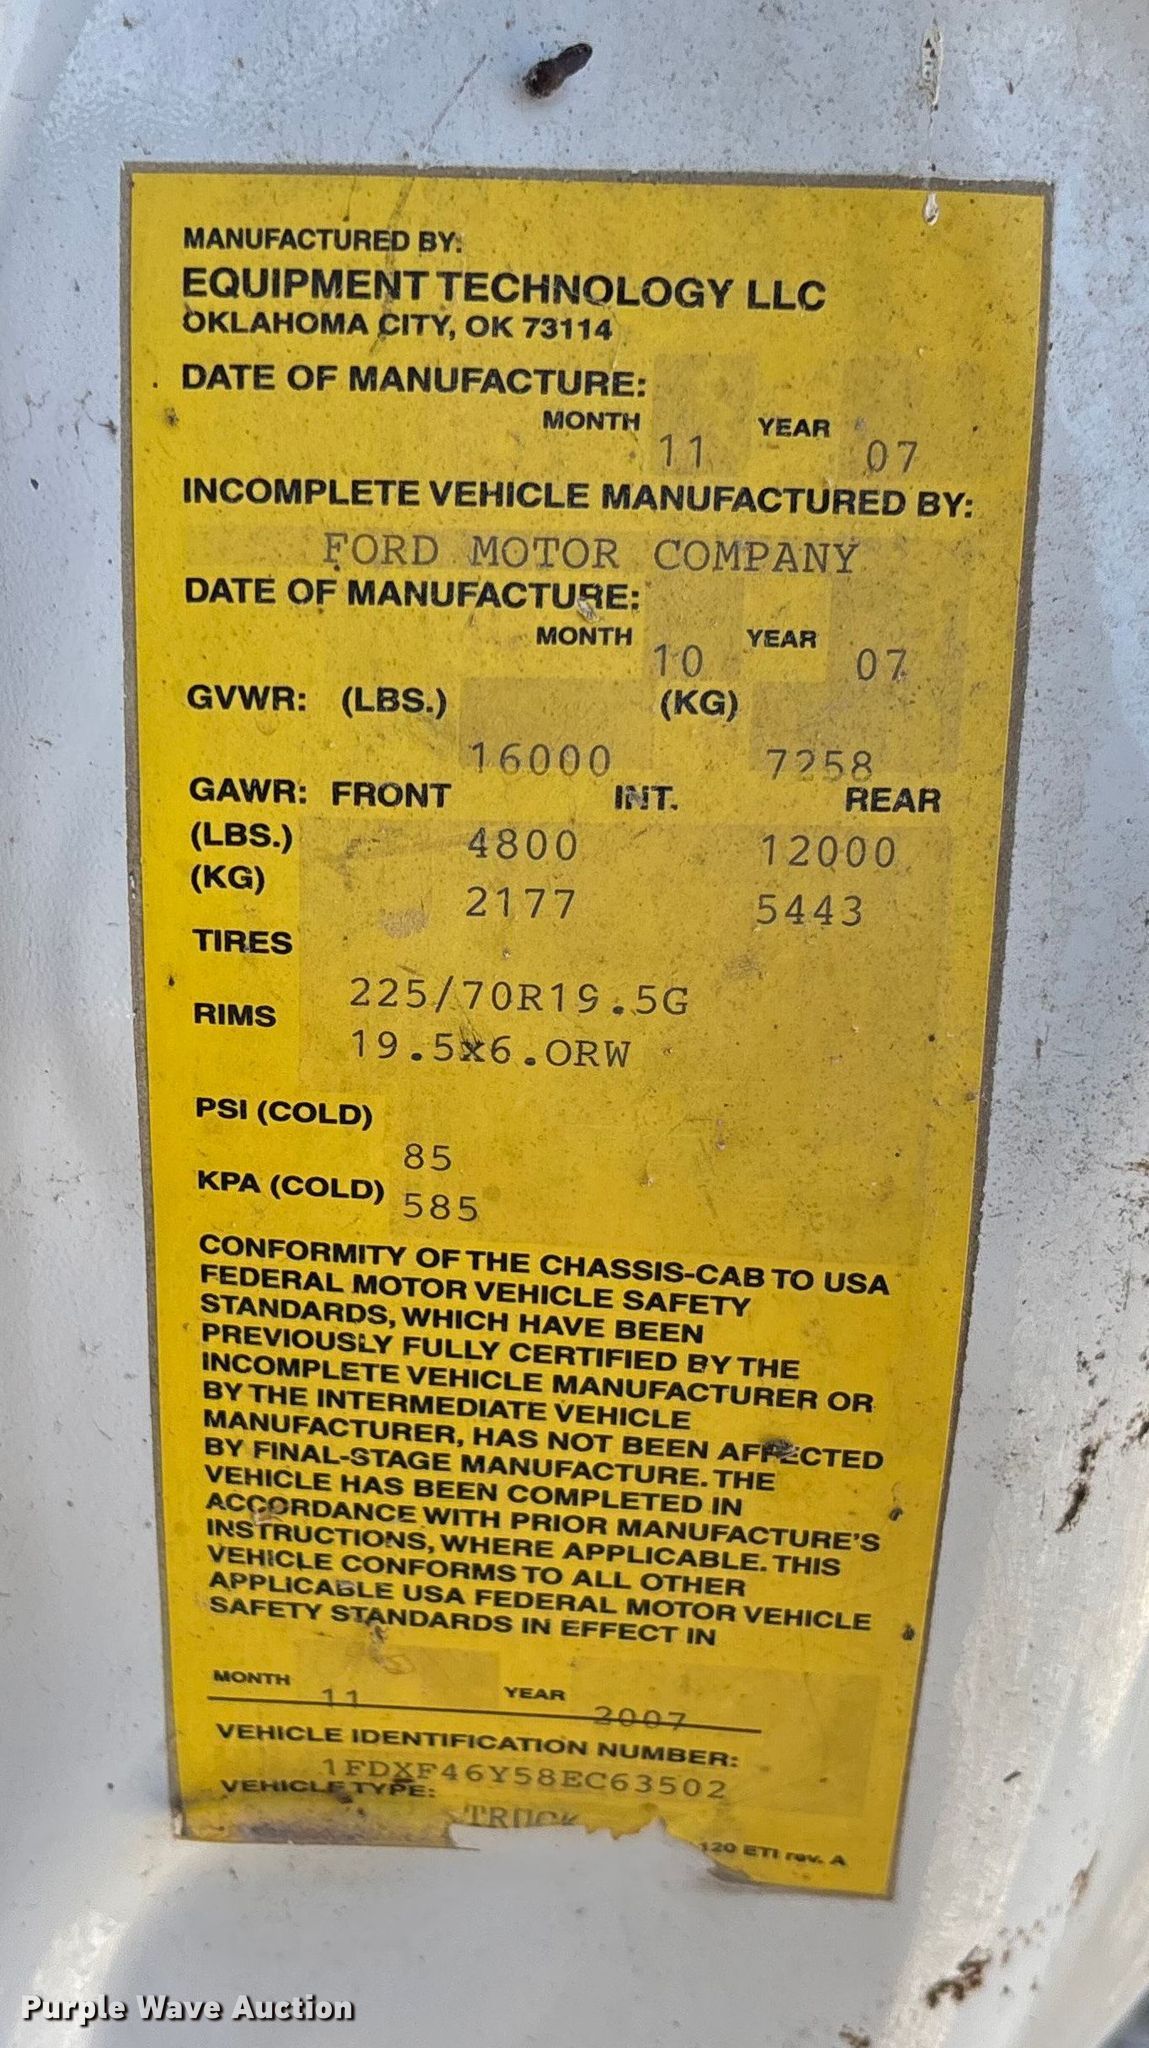 MANUFACTURED BY:
EQUIPMENT TECHNOLOGY LLC
OKLAHOMA CITY, OK 73114
DATE OF MANUFACTURE:
MONTH 11 YEAR 07
INCOMPLETE VEHICLE MANUFACTURED BY:
FORD MOTOR COMPANY
DATE OF MANUFACTURE:
MONTH 10 YEAR 07
GVWR: (LBS.) (KG)
16000 7258
GAWR: FRONT INT. REAR
(LBS.) 4800 12000
(KG) 2177 5443
TIRES
225/70R19.5G
RIMS
19.5x6.0RW
PSI (COLD)
85
KPA (COLD)
585
CONFORMITY OF THE CHASSIS-CAB TO USA
FEDERAL MOTOR VEHICLE SAFETY
STANDARDS, WHICH HAVE BEEN
PREVIOUSLY FULLY CERTIFIED BY THE
INCOMPLETE VEHICLE MANUFACTURER OR
BY THE INTERMEDIATE VEHICLE
MANUFACTURER, HAS NOT BEEN AFFECTED
BY FINAL-STAGE MANUFACTURE. THE
VEHICLE HAS BEEN COMPLETED IN
ACCORDANCE WITH PRIOR MANUFACTURE'S
INSTRUCTIONS, WHERE APPLICABLE. THIS
VEHICLE CONFORMS TO ALL OTHER
APPLICABLE USA FEDERAL MOTOR VEHICLE
SAFETY STANDARDS IN EFFECT IN
MONTH 11 YEAR 2007
VEHICLE IDENTIFICATION NUMBER:
1FDXF46Y58EC63502
VEHICLE TYPE:
TRUCK
120 ETI rev. A
Purple Wave Auction